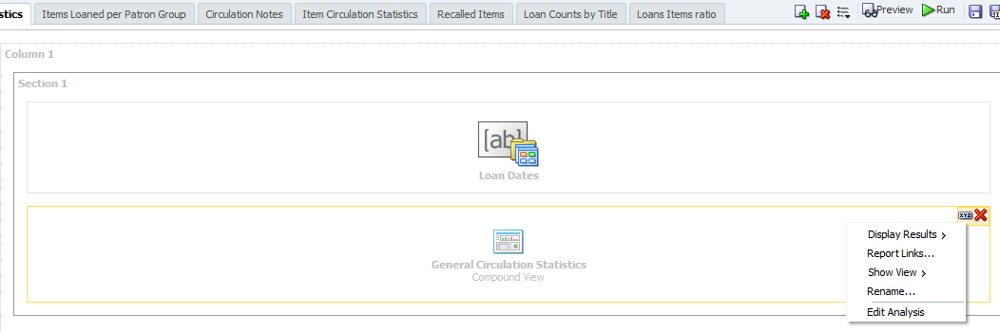 stics
Items Loaned per Patron Group
Circulation Notes
Item Circulation Statistics
Recalled Items
Loan Counts by Title
Loans Items ratio
Preview
Run
Column 1
Section 1
[ab]
Loan Dates
XYZ
General Circulation Statistics
Compound View
Display Results >
Report Links...
Show View >
Rename...
Edit Analysis